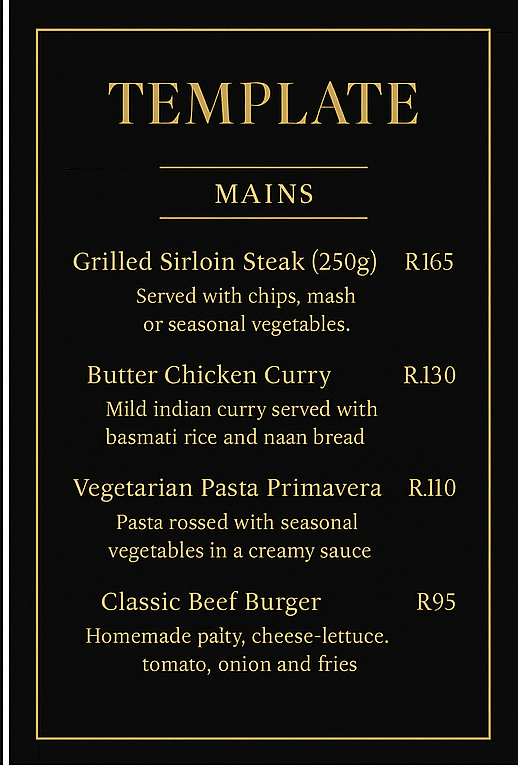 TEMPLATE
MAINS
Grilled Sirloin Steak (250g) R165
Served with chips, mash
or seasonal vegetables.
Butter Chicken Curry R.130
Mild indian curry served with
basmati rice and naan bread
Vegetarian Pasta Primavera R.110
Pasta rossed with seasonal
vegetables in a creamy sauce
Classic Beef Burger R95
Homemade palty, cheese-lettuce.
tomato, onion and fries